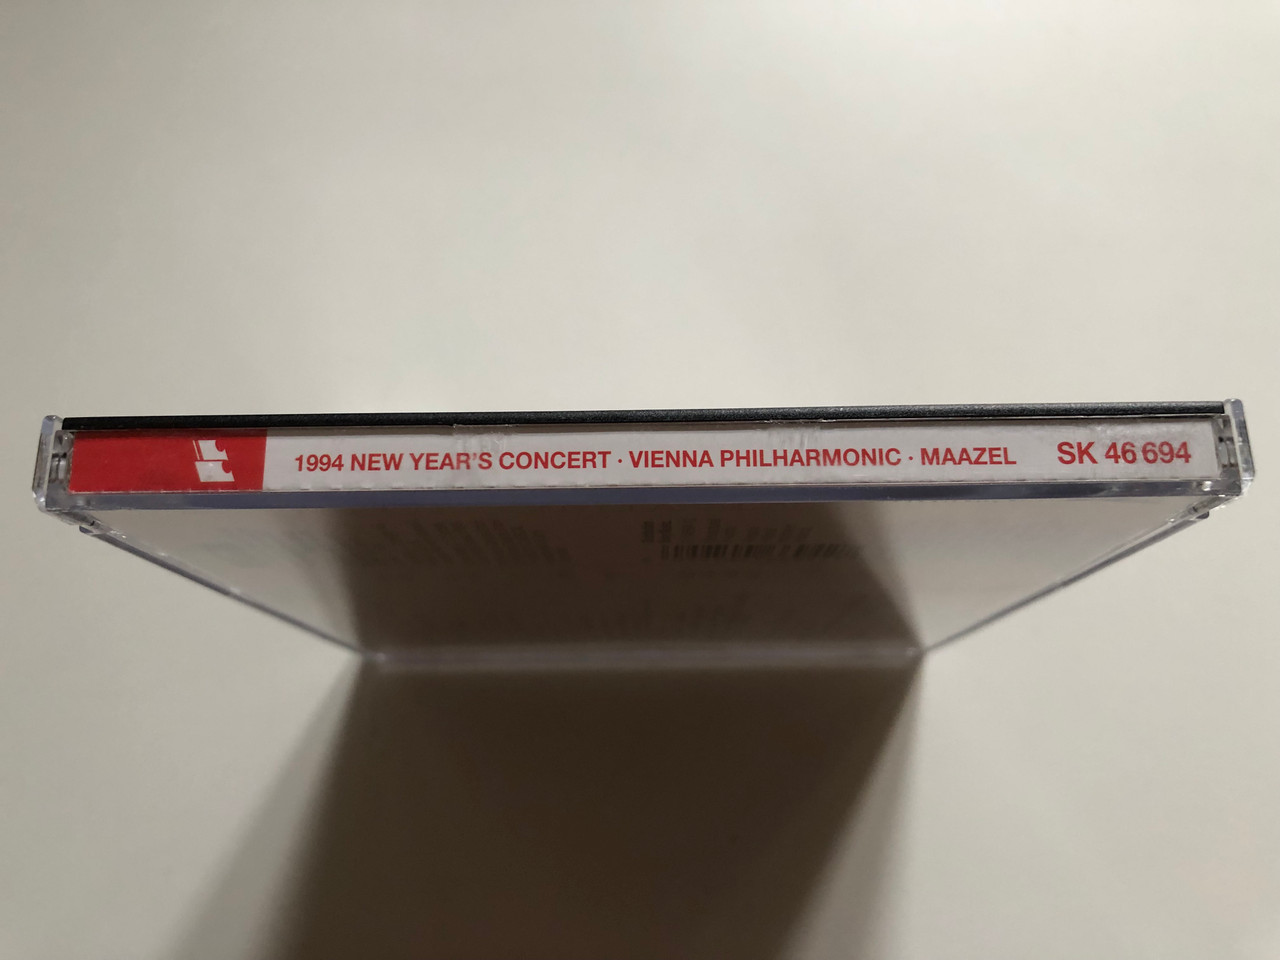 1994 NEW YEAR'S CONCERT · VIENNA PHILHARMONIC · MAAZEL SK 46 694